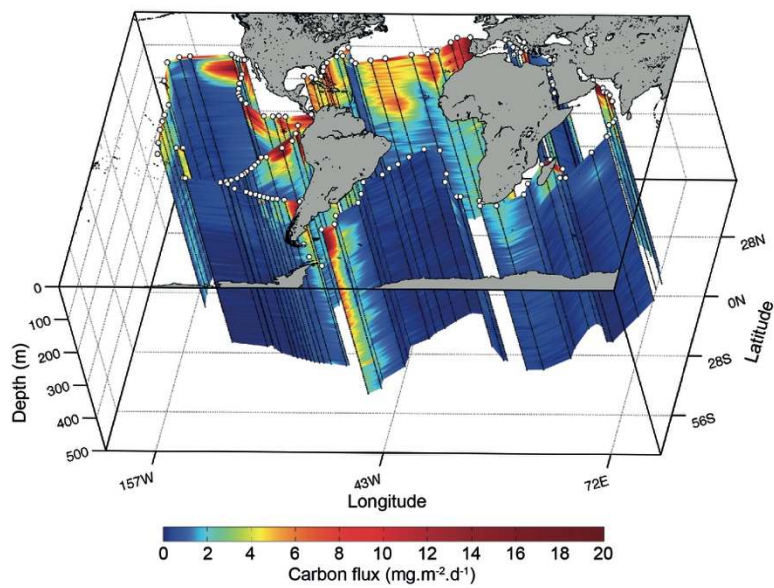 0
100
200
300
400
500
Depth (m)
157W
43W
72E
Longitude
28N
0N
28S
56S
Latitude
0 2 4 6 8 10 12 14 16 18 20
Carbon flux (mg.m⁻².d⁻¹)